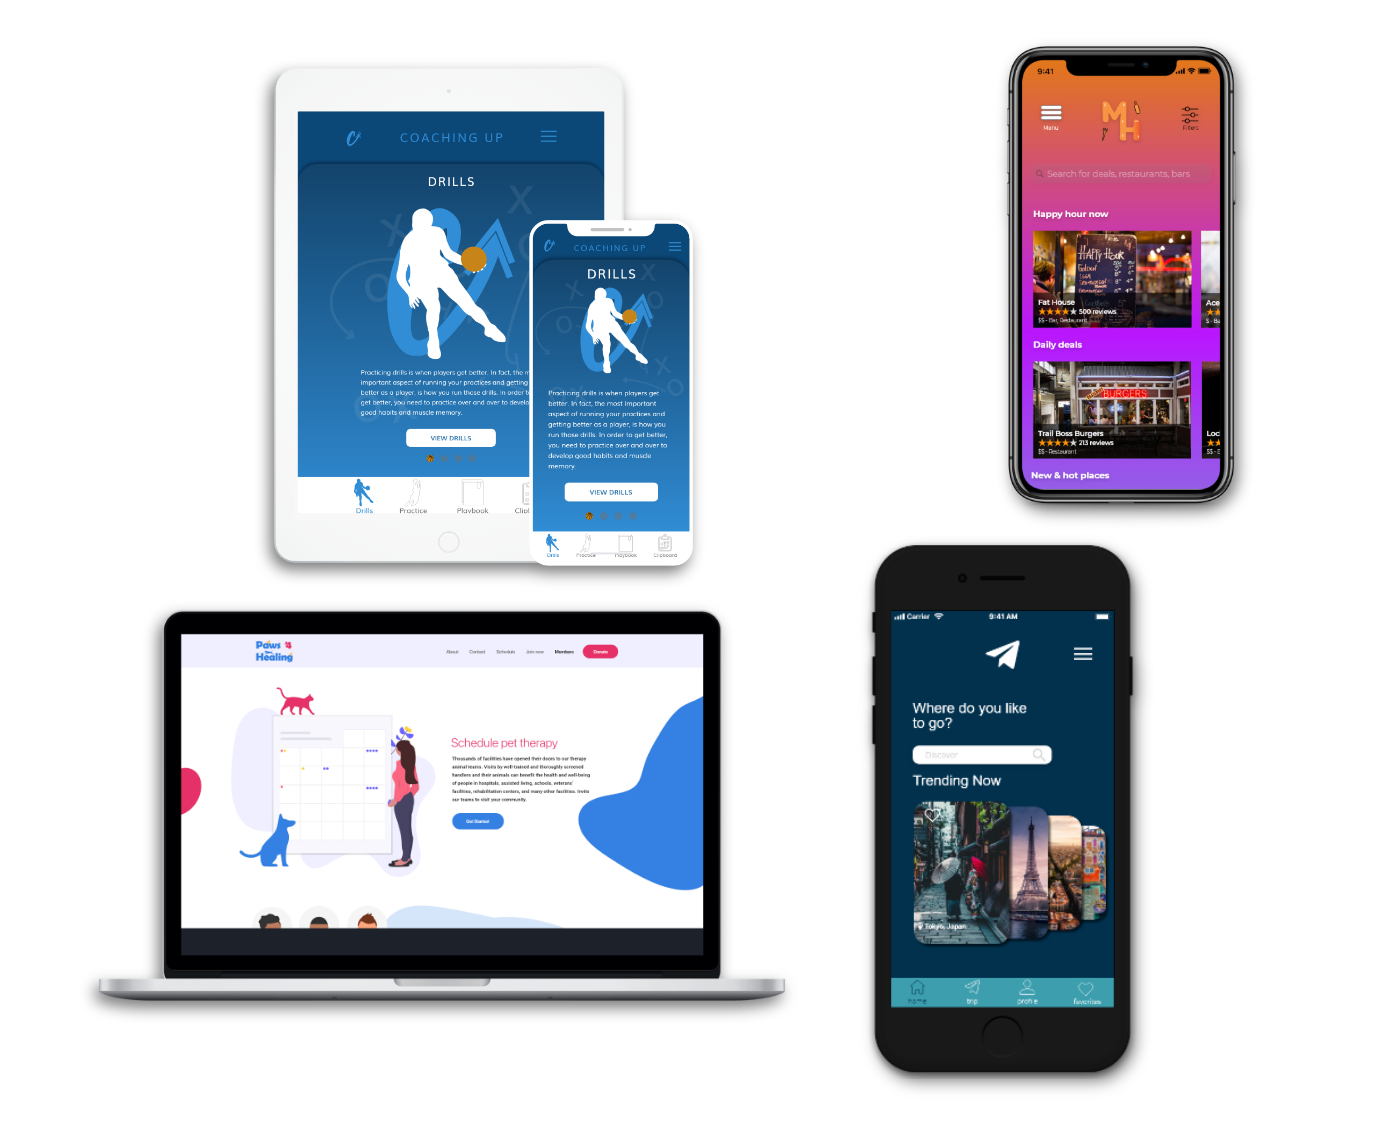 COACHING UP
DRILLS
Practicing drills is when players get better. In fact, the m
important aspect of running your practices and getting
better as a player, is how you run those drills. In order t
get better, you need to practice over and over to develo
good habits and muscle memory.
VIEW DRILLS
Drills Practice Playbook Clip
COACHING UP
DRILLS
Practicing drills is when players get
better. In fact, the most important
aspect of running your practices and
getting better as a player, is how you
run those drills. In order to get better,
you need to practice over and over to
develop good habits and muscle
memory.
VIEW DRILLS
Drills Practice Playbook Clipboard
9:41
MH
Menu
Filters
Search for deals, restaurants, bars
Happy hour now
HAPPY HOUR
Fat House
500 reviews
$$ - Bar, Restaurant
Ace
$ - Ba
Daily deals
BURGERS
Trail Boss Burgers
213 reviews
$$ - Restaurant
Loc
$$ - E
New & hot places
Paws
Healing
About Contact Schedule Join now Members Donate
Schedule pet therapy
Thousands of facilities have opened their doors to our therapy
animal teams. Visits by well-trained and thoroughly screened
handlers and their animals can benefit the health and well-being
of people in hospitals, assisted living, schools, veterans'
facilities, rehabilitation centers, and many other facilities. Invite
our teams to visit your community.
Get Started
Carrier 9:41 AM
Where do you like
to go?
Discover
Trending Now
Tokyo, Japan
home trip profile favorites